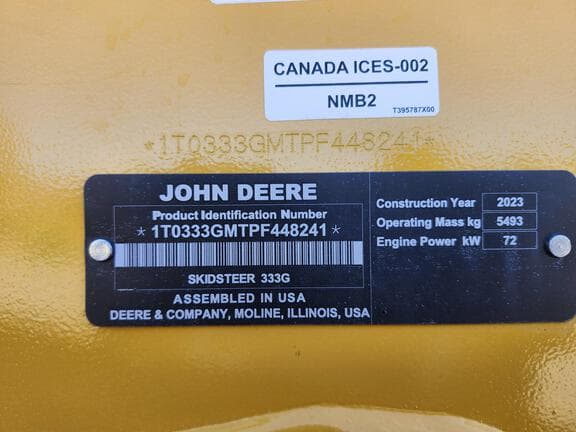 CANADA ICES-002
NMB2
T395787X00
*1T0333GMTPF448241*
JOHN DEERE
Product Identification Number
*1T0333GMTPF448241*
SKIDSTEER 333G
ASSEMBLED IN USA
DEERE & COMPANY, MOLINE, ILLINOIS, USA
Construction Year 2023
Operating Mass kg 5493
Engine Power kW 72